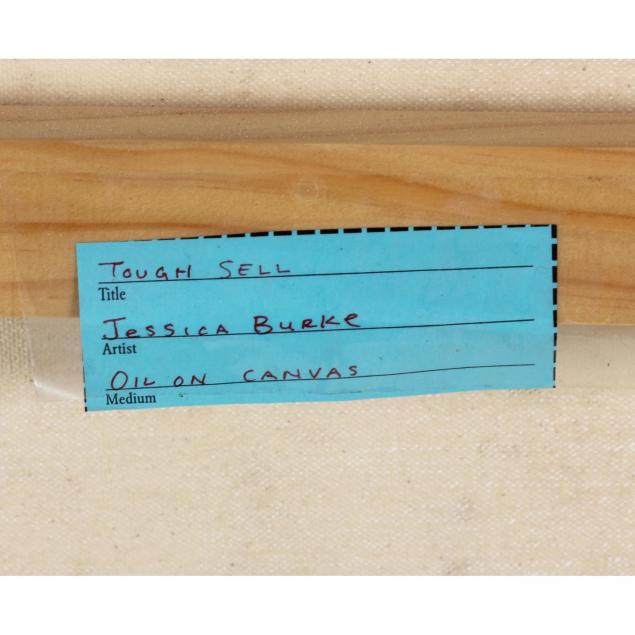 TOUGH SELL
Title
JESSICA BURKe
Artist
OIL ON CANVAS
Medium